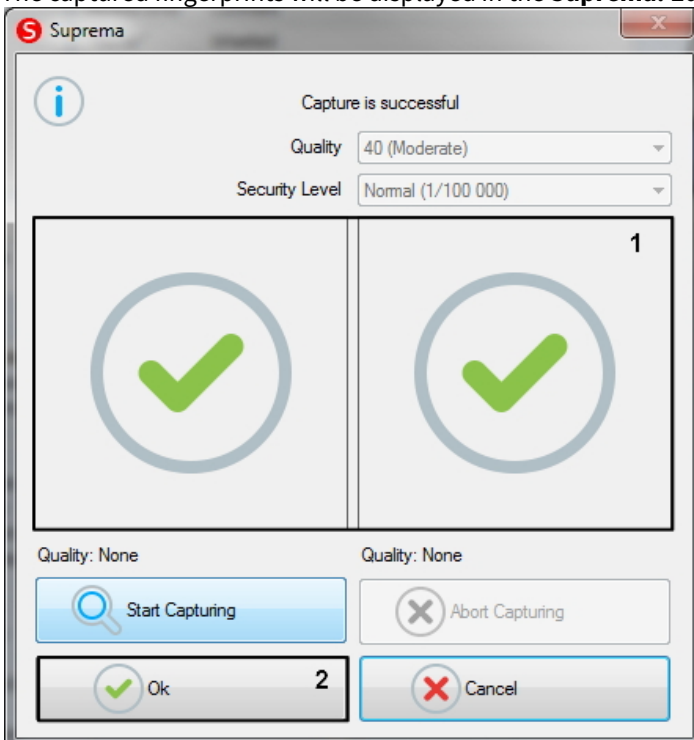 Suprema
Capture is successful
Quality 40 (Moderate)
Security Level Normal (1/100 000)
1
Quality: None Quality: None
Start Capturing Abort Capturing
Ok 2 Cancel